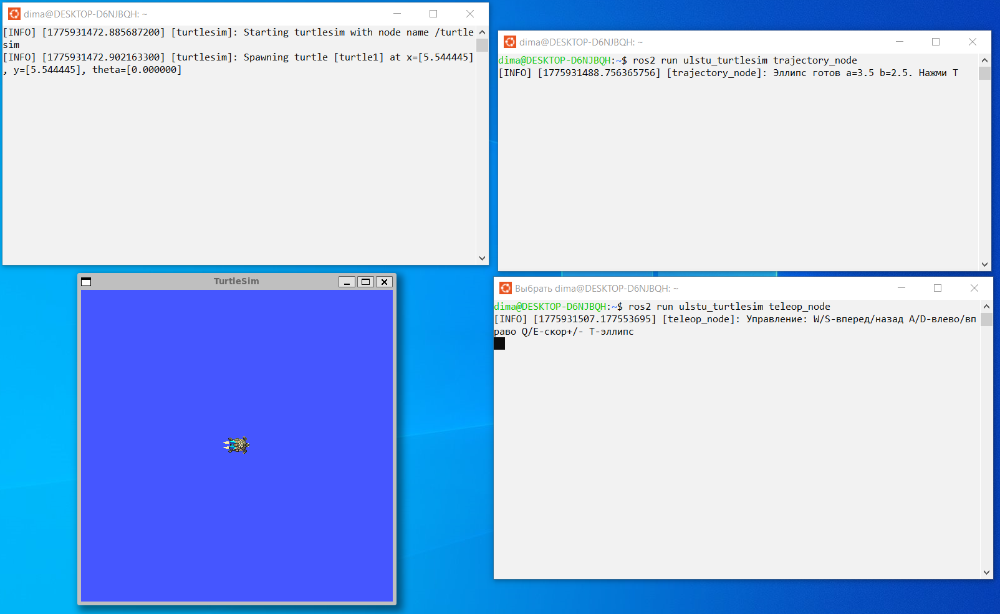 dima@DESKTOP-D6NJBQH: ~
[INFO] [1775931472.885687200] [turtlesim]: Starting turtlesim with node name /turtle
sim
[INFO] [1775931472.902163300] [turtlesim]: Spawning turtle [turtle1] at x=[5.544445]
, y=[5.544445], theta=[0.000000]
dima@DESKTOP-D6NJBQH: ~
dima@DESKTOP-D6NJBQH:~$ ros2 run ulstu_turtlesim trajectory_node
[INFO] [1775931488.756365756] [trajectory_node]: Эллипс готов a=3.5 b=2.5. Нажми T
TurtleSim
Выбрать dima@DESKTOP-D6NJBQH: ~
dima@DESKTOP-D6NJBQH:~$ ros2 run ulstu_turtlesim teleop_node
[INFO] [1775931507.177553695] [teleop_node]: Управление: W/S-вперед/назад A/D-влево/вп
раво Q/E-скор+/- T-эллипс